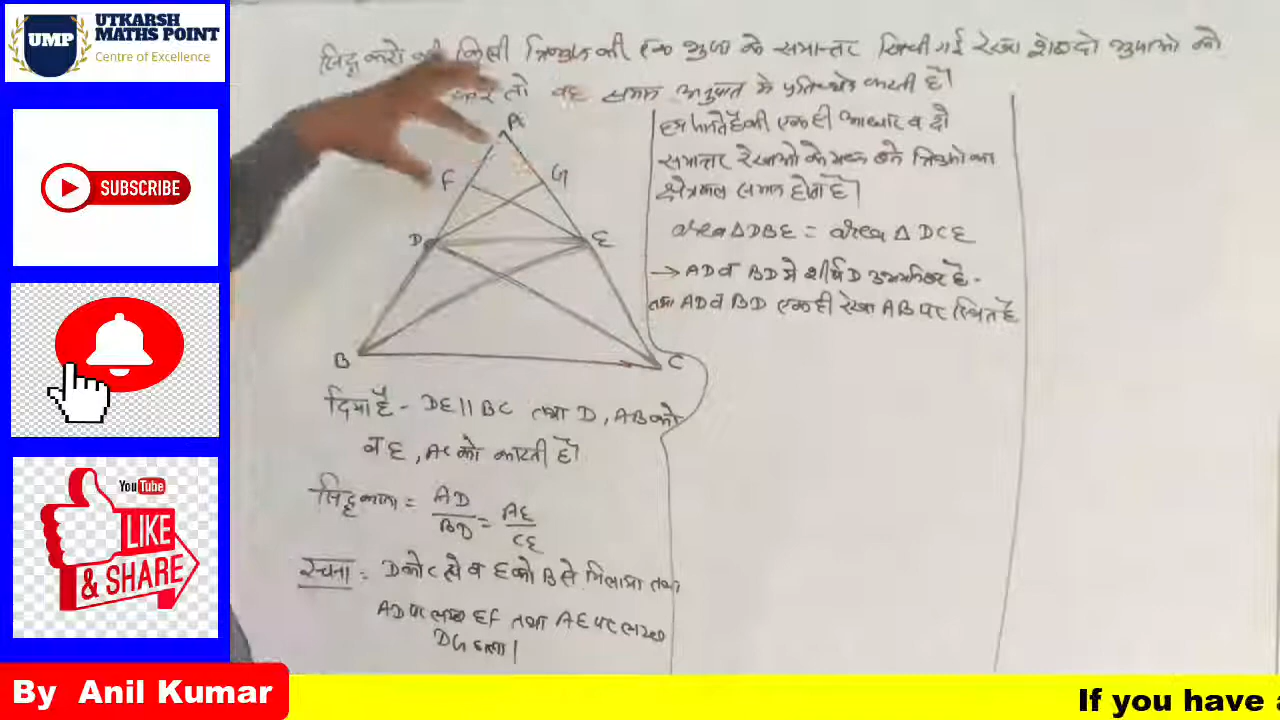 UTKARSH
MATHS POINT
Centre of Excellence
UMP
SUBSCRIBE
You Tube
LIKE
& SHARE
सिद्ध करो की किसी त्रिभुज की एक भुजा के समान्तर खिची गई रेखा शेष दो भुजाओ को
करे तो वह समान अनुपात मे प्रतिच्छेद करती है।
A
F
G
D
E
B
C
दिया है - DE || BC तथा D, AB को
व E, AC को काटती है।
सिद्ध करना = AD/BD = AE/CE
रचना = D को C से व E को B से मिलाया तथा
AD पर लम्ब EF तथा AE पर लम्ब
DG डाला।
हम जानते है की एक ही आधार व दो
समान्तर रेखाओ के मध्य बने त्रिभुजो का
क्षेत्रफल समान होता है।
area ΔDBE = area ΔDCE
→ AD व BD मे शीर्ष D उभयनिष्ठ है -
तथा AD व BD एक ही रेखा AB पर स्थित है
By Anil Kumar
If you have a